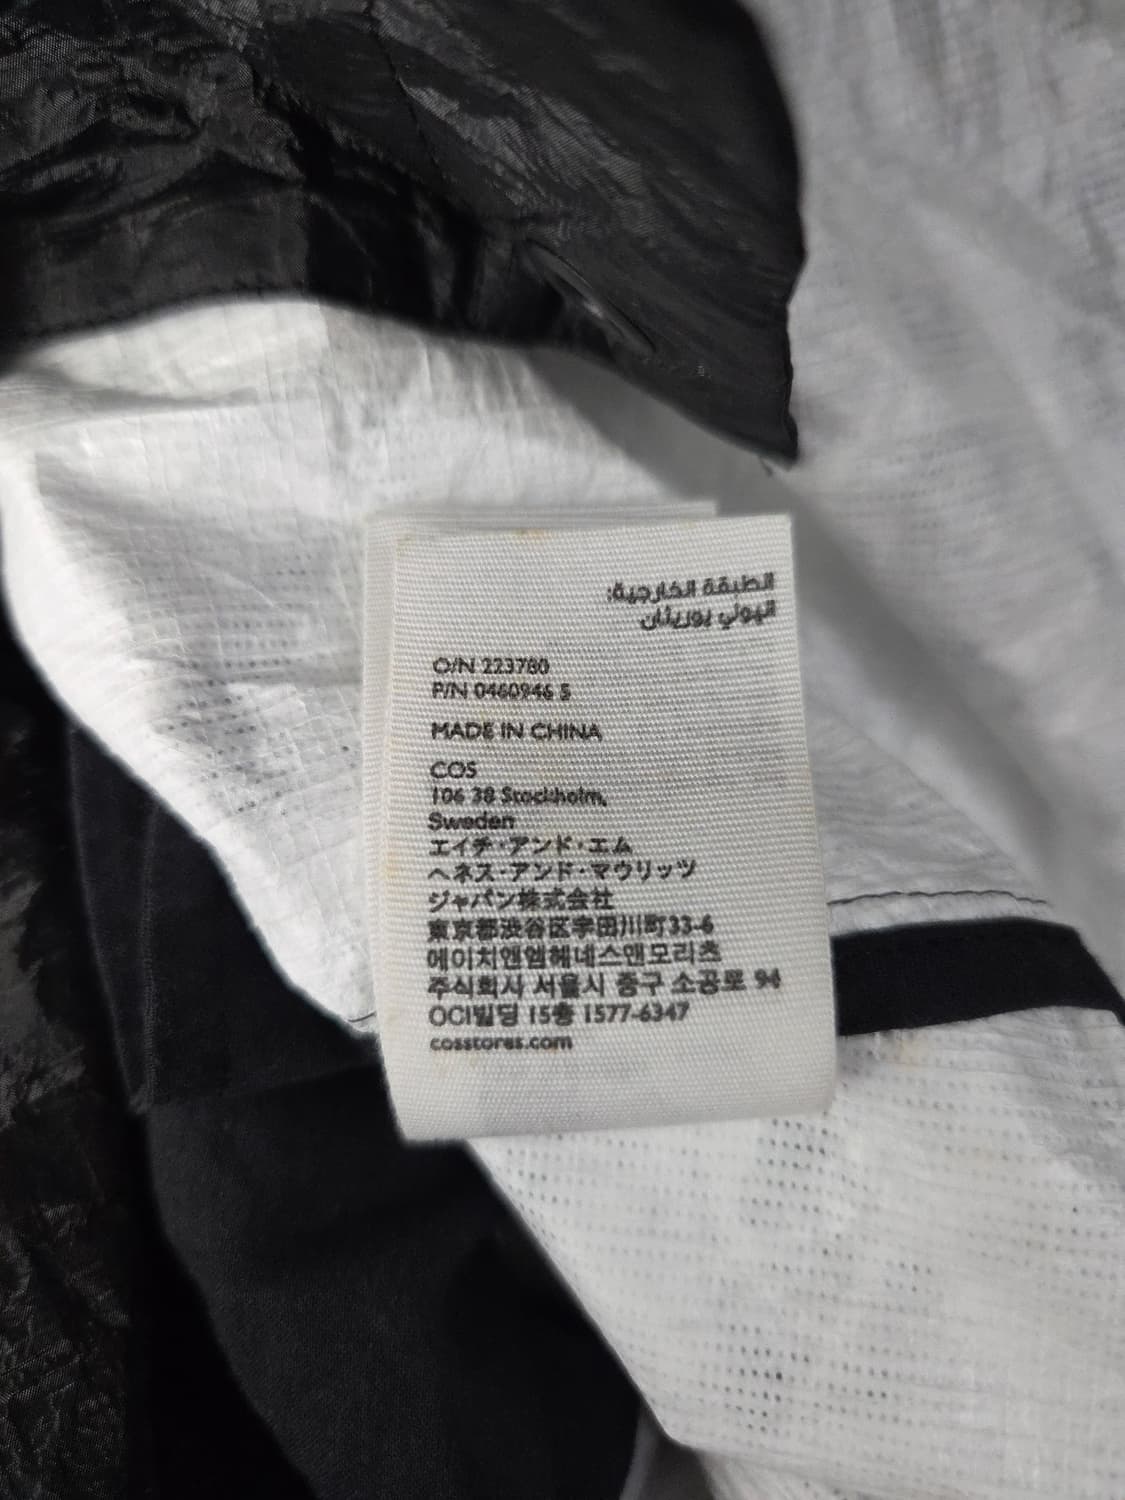 الطبقة الخارجية:
البولي يوريثان
O/N 223780
P/N 0460946 5
MADE IN CHINA
COS
106 38 Stockholm,
Sweden
エイチ・アンド・エム
ヘネス・アンド・マウリッツ
ジャパン株式会社
東京都渋谷区宇田川町33-6
에이치앤엠헤네스앤모리츠
주식회사 서울시 중구 소공로 94
OCI빌딩 15층 1577-6347
cosstores.com